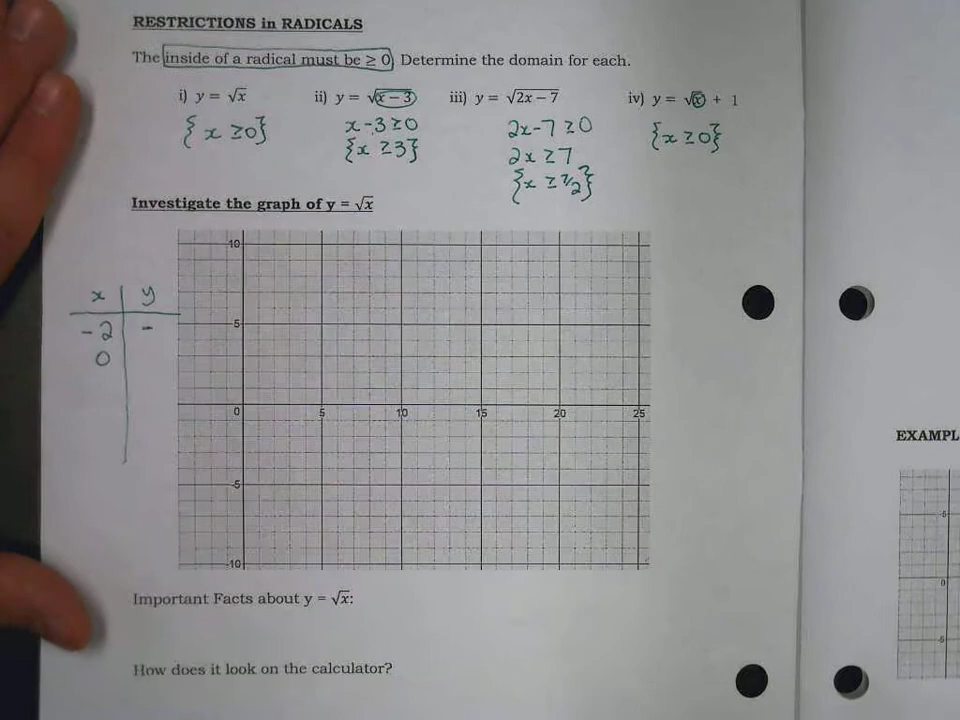 RESTRICTIONS in RADICALS
The inside of a radical must be ≥ 0. Determine the domain for each.
i) y = √x ii) y = √x – 3 iii) y = √2x – 7 iv) y = √x + 1
{x ≥0} x-3≥0 2x-7≥0 {x≥0}
{x ≥3} 2x ≥7
{x ≥ 7/2}
Investigate the graph of y = √x
10
x y
5
-2 -
0
0 5 10 15 20 25
-5
-10
Important Facts about y = √x:
How does it look on the calculator?
EXAMPL
5
0
-5